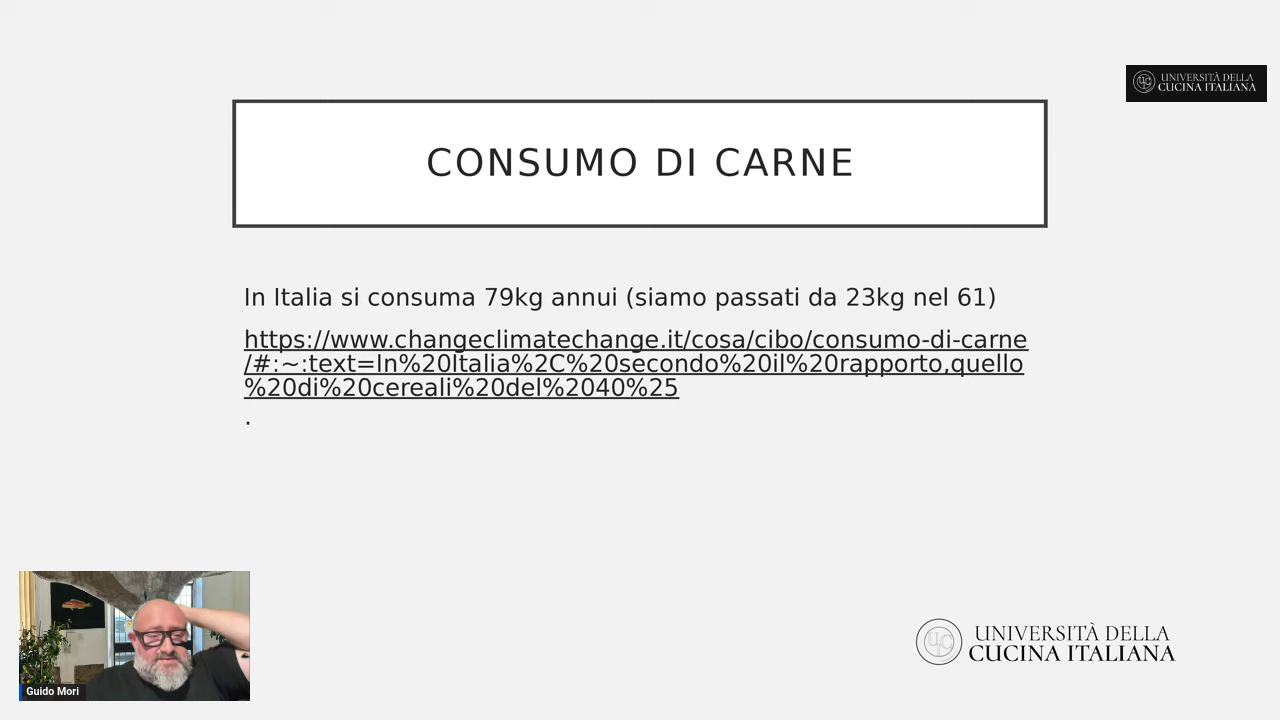 UNIVERSITÀ DELLA
CUCINA ITALIANA
CONSUMO DI CARNE
In Italia si consuma 79kg annui (siamo passati da 23kg nel 61)
https://www.changeclimatechange.it/cosa/cibo/consumo-di-carne
/#:~:text=In%20Italia%2C%20secondo%20il%20rapporto,quello
%20di%20cereali%20del%2040%25
.
Guido Mori
UNIVERSITÀ DELLA
CUCINA ITALIANA